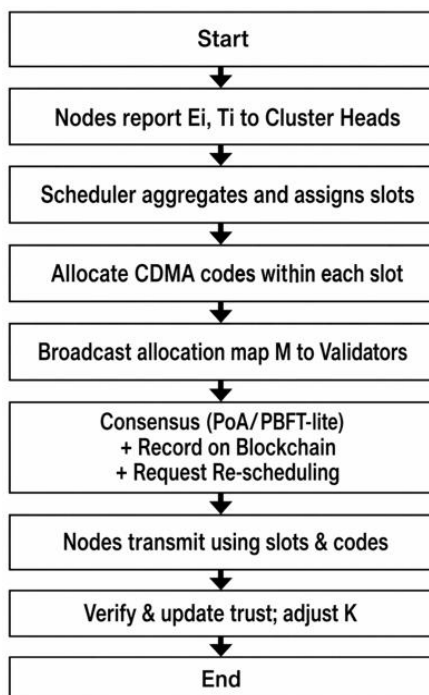 Start
Nodes report Ei, Ti to Cluster Heads
Scheduler aggregates and assigns slots
Allocate CDMA codes within each slot
Broadcast allocation map M to Validators
Consensus (PoA/PBFT-lite)
+ Record on Blockchain
+ Request Re-scheduling
Nodes transmit using slots & codes
Verify & update trust; adjust K
End